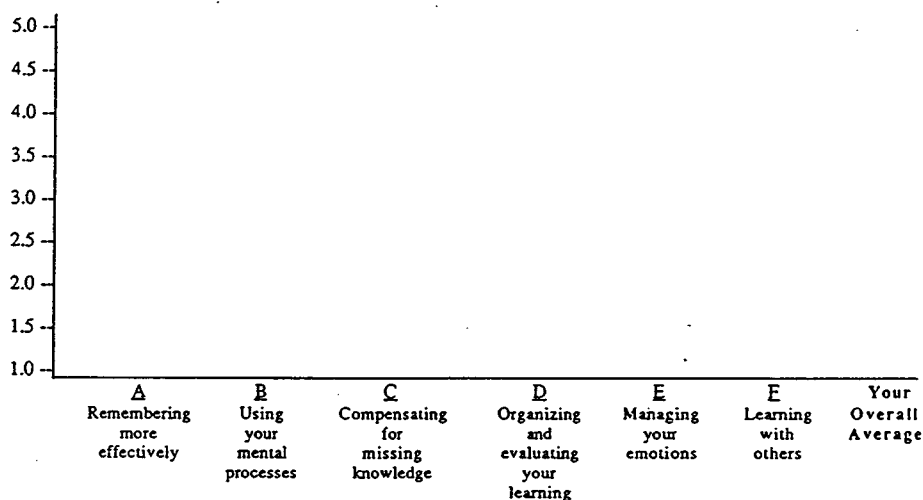 5.0
4.5
4.0
3.5
3.0
2.5
2.0
1.5
1.0
A
Remembering
more
effectively
B
Using
your
mental
processes
C
Compensating
for
missing
knowledge
D
Organizing
and
evaluating
your
learning
E
Managing
your
emotions
F
Learning
with
others
Your
Overall
Average